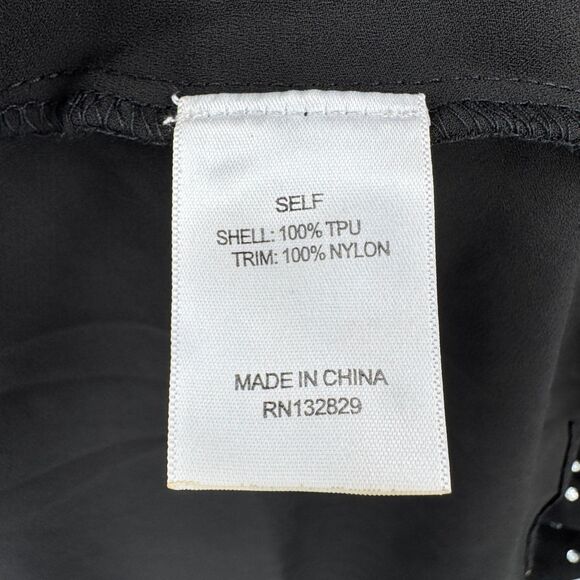 SELF
SHELL: 100% TPU
TRIM: 100% NYLON
MADE IN CHINA
RN132829